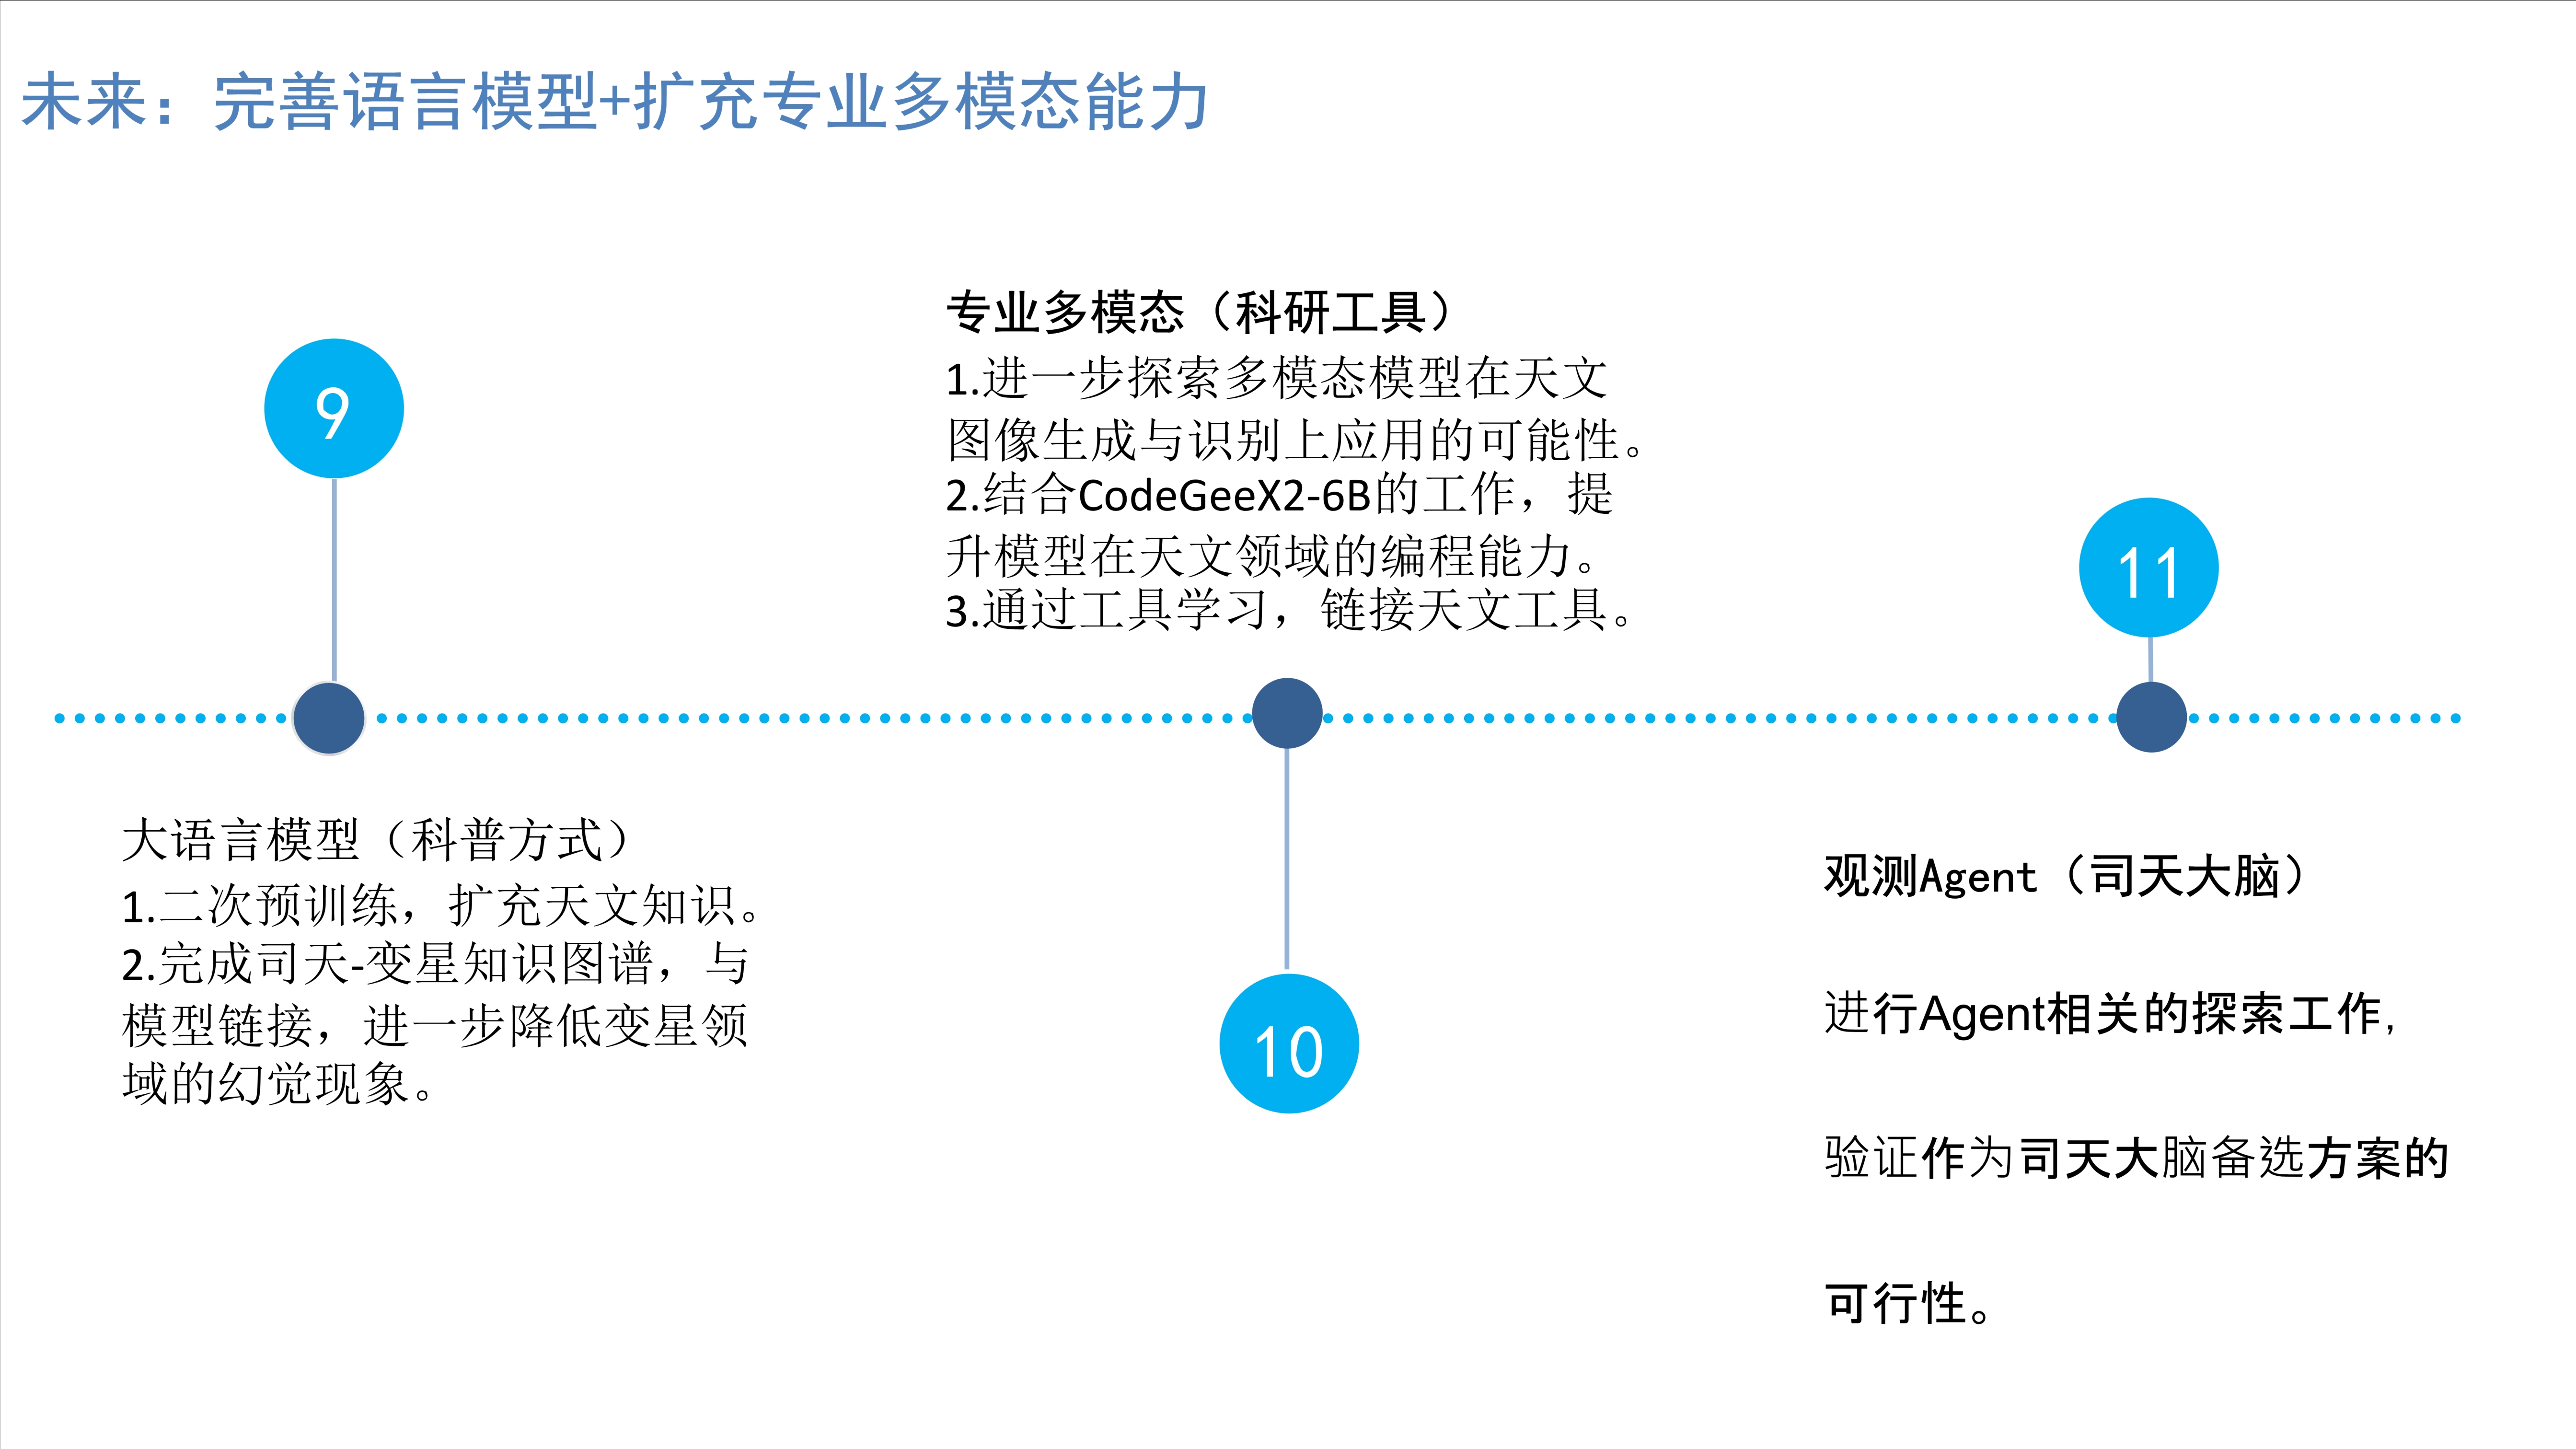 未来：完善语言模型+扩充专业多模态能力
9
大语言模型（科普方式）
1.二次预训练，扩充天文知识。
2.完成司天-变星知识图谱，与
模型链接，进一步降低变星领
域的幻觉现象。
专业多模态（科研工具）
1.进一步探索多模态模型在天文
图像生成与识别上应用的可能性。
2.结合CodeGeeX2-6B的工作，提
升模型在天文领域的编程能力。
3.通过工具学习，链接天文工具。
10
11
观测Agent（司天大脑）
进行Agent相关的探索工作，
验证作为司天大脑备选方案的
可行性。